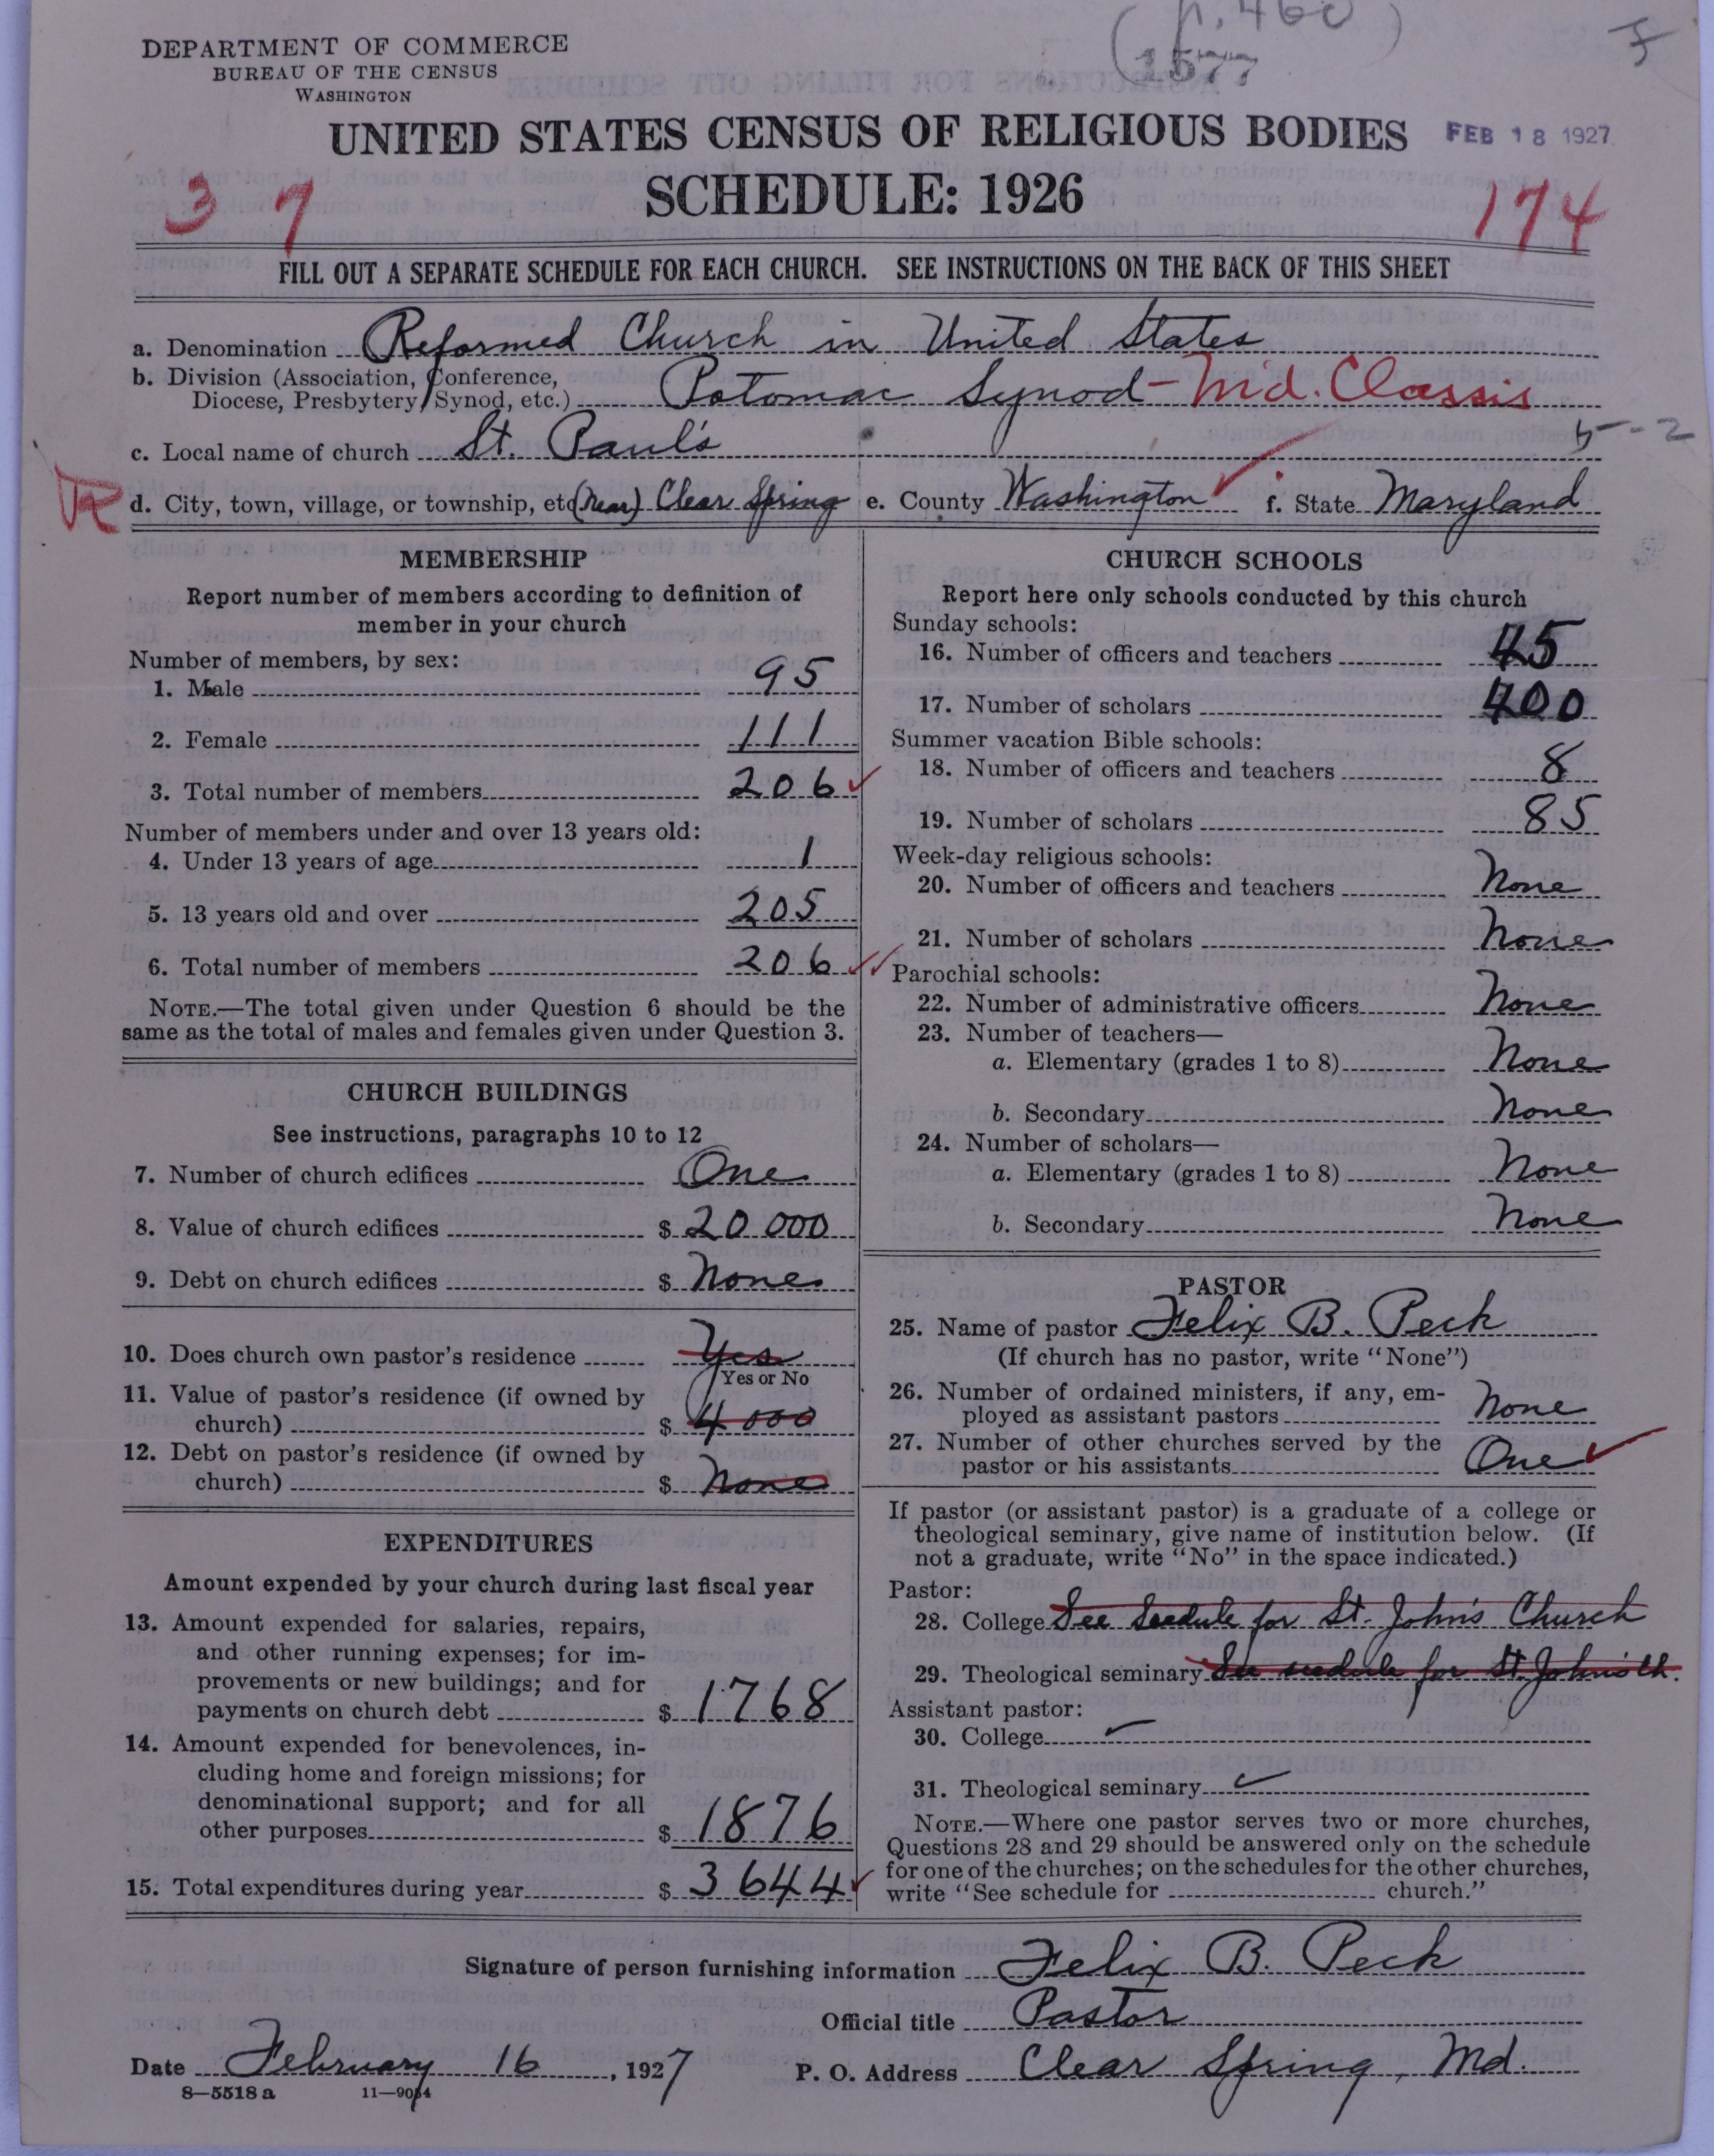 (p. 460)
1577
DEPARTMENT OF COMMERCE
BUREAU OF THE CENSUS
WASHINGTON
UNITED STATES CENSUS OF RELIGIOUS BODIES
FEB 18 1927
SCHEDULE: 1926
3 7
174
FILL OUT A SEPARATE SCHEDULE FOR EACH CHURCH. SEE INSTRUCTIONS ON THE BACK OF THIS SHEET
a. Denomination Reformed Church in United States
b. Division (Association, Conference, Diocese, Presbytery, Synod, etc.) Potomac Synod - Md. Classis
5-2
c. Local name of church St. Paul's
R
d. City, town, village, or township, etc (Near) Clear Spring e. County Washington f. State Maryland
MEMBERSHIP
Report number of members according to definition of
member in your church
Number of members, by sex:
1. Male 95
2. Female 111
3. Total number of members 206
Number of members under and over 13 years old:
4. Under 13 years of age 1
5. 13 years old and over 205
6. Total number of members 206
NOTE.—The total given under Question 6 should be the
same as the total of males and females given under Question 3.
CHURCH BUILDINGS
See instructions, paragraphs 10 to 12
7. Number of church edifices One
8. Value of church edifices $ 20 000
9. Debt on church edifices $ None
10. Does church own pastor's residence Yes
Yes or No
11. Value of pastor's residence (if owned by
church) $ 4 000
12. Debt on pastor's residence (if owned by
church) $ None
EXPENDITURES
Amount expended by your church during last fiscal year
13. Amount expended for salaries, repairs,
and other running expenses; for im-
provements or new buildings; and for
payments on church debt $ 1768
14. Amount expended for benevolences, in-
cluding home and foreign missions; for
denominational support; and for all
other purposes $ 1876
15. Total expenditures during year $ 3644
CHURCH SCHOOLS
Report here only schools conducted by this church
Sunday schools:
16. Number of officers and teachers 45
17. Number of scholars 400
Summer vacation Bible schools:
18. Number of officers and teachers 8
19. Number of scholars 85
Week-day religious schools:
20. Number of officers and teachers None
21. Number of scholars None
Parochial schools:
22. Number of administrative officers None
23. Number of teachers—
a. Elementary (grades 1 to 8) None
b. Secondary None
24. Number of scholars—
a. Elementary (grades 1 to 8) None
b. Secondary None
PASTOR
25. Name of pastor Felix B. Peck
(If church has no pastor, write "None")
26. Number of ordained ministers, if any, em-
ployed as assistant pastors None
27. Number of other churches served by the
pastor or his assistants One
If pastor (or assistant pastor) is a graduate of a college or
theological seminary, give name of institution below. (If
not a graduate, write "No" in the space indicated.)
Pastor:
28. College See Scedule for St. John's Church
29. Theological seminary See scedule for St. John's Ch.
Assistant pastor:
30. College
31. Theological seminary
NOTE.—Where one pastor serves two or more churches,
Questions 28 and 29 should be answered only on the schedule
for one of the churches; on the schedules for the other churches,
write "See schedule for church."
Signature of person furnishing information Felix B. Peck
Official title Pastor
Date February 16, 1927 P. O. Address Clear Spring, Md.
8—5518 a 11—9034